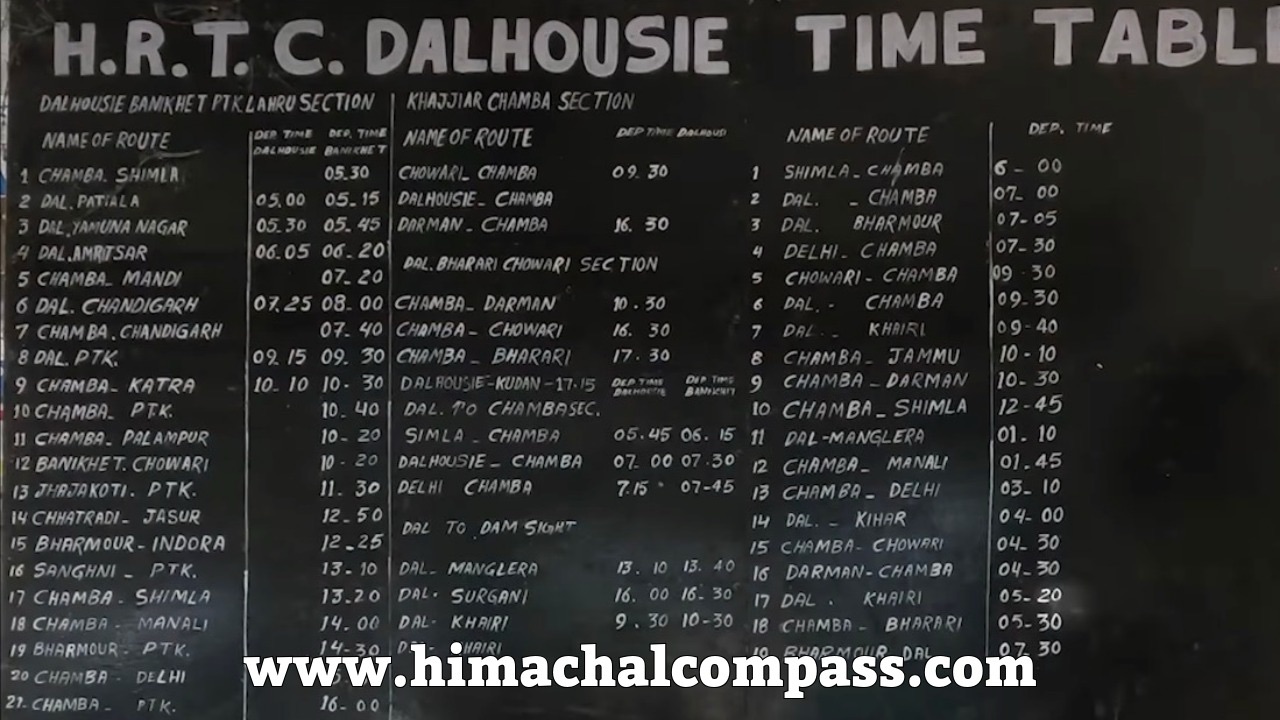 H.R.T.C. DALHOUSIE TIME TABL
DALHOUSIE BANIKHET PTK LAHRU SECTION
NAME OF ROUTE DEP. TIME DALHOUSIE DEP. TIME BANIKHET
1 CHAMBA. SHIMLA 05.30
2 DAL. PATIALA 05.00 05-15
3 DAL. YAMUNA NAGAR 05.30 05-45
4 DAL. AMRITSAR 06.05 06-20
5 CHAMBA- MANDI 07-20
6 DAL. CHANDIGARH 07.25 08-00
7 CHAMBA. CHANDIGARH 07-40
8 DAL. PTK. 09.15 09.30
9 CHAMBA- KATRA 10-10 10-30
10 CHAMBA- PTK. 10-40
11 CHAMBA- PALAMPUR 10-20
12 BANIKHET. CHOWARI 10-20
13 JHAJAKOTI. PTK. 11-30
14 CHHATRADI- JASUR 12-50
15 BHARMOUR- INDORA 12-25
16 SANGHNI - PTK. 13-10
17 CHAMBA- SHIMLA 13-20
18 CHAMBA- MANALI 14-00
19 BHARMOUR- PTK. 14-30
20 CHAMBA- DELHI
21- CHAMBA- PTK. 16-00
KHAJJIAR CHAMBA SECTION
NAME OF ROUTE DEP TIME DALHOUSI
CHOWARI- CHAMBA 09.30
DALHOUSIE- CHAMBA
DARMAN- CHAMBA 16.30
DAL. BHARARI CHOWARI SECTION
CHAMBA- DARMAN 10.30
CHAMBA- CHOWARI 16.30
CHAMBA- BHARARI 17.30
DALHOUSIE-KUDAN-17.15 DEP TIME DALHOUSIE DEP TIME BANIKHET
DAL. TO CHAMBA SEC.
SIMLA - CHAMBA 05.45 06.15
DALHOUSIE- CHAMBA 07-00 07.30
DELHI CHAMBA 7.15 07-45
DAL TO DAM SIGHT
DAL- MANGLERA 13.10 13.40
DAL- SURGANI 16.00 16-30
DAL- KHAIRI 9.30 10-30
NAME OF ROUTE DEP. TIME
1 SHIMLA- CHAMBA 6-00
2 DAL. - CHAMBA 07-00
3 DAL. BHARMOUR 07-05
4 DELHI- CHAMBA 07-30
5 CHOWARI- CHAMBA 09-30
6 DAL.- CHAMBA 09-30
7 DAL.- KHAIRI 09-40
8 CHAMBA- JAMMU 10-10
9 CHAMBA- DARMAN 10-30
10 CHAMBA- SHIMLA 12-45
11 DAL-MANGLERA 01.10
12 CHAMBA- MANALI 01.45
13 CHAMBA- DELHI 03-10
14 DAL.- KIHAR 04-00
15 CHAMBA- CHOWARI 04-30
16 DARMAN-CHAMBA 04-30
17 DAL. KHAIRI 05-20
18 CHAMBA- BHARARI 05-30
19 BHARMOUR DAL 07-30
www.himachalcompass.com